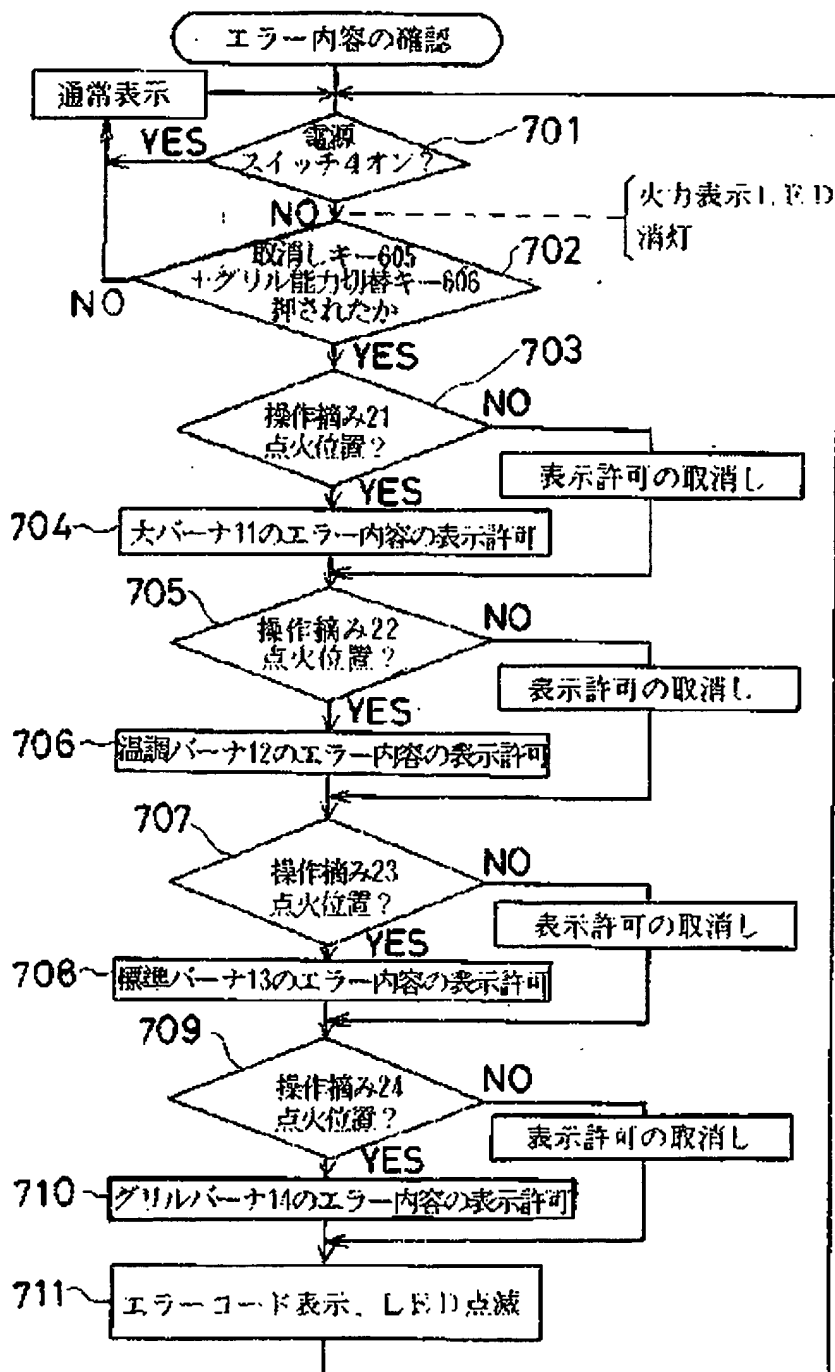 エラー内容の確認
通常表示
YES
電源
スイッチ4オン?
701
NO
火力表示LED
消灯
取消しキー605
+グリル能力切替キー606
押されたか
702
NO
YES
703
操作摘み21
点火位置?
NO
表示許可の取消し
YES
704
大バーナ11のエラー内容の表示許可
705
操作摘み22
点火位置?
NO
表示許可の取消し
YES
706
温調バーナ12のエラー内容の表示許可
707
操作摘み23
点火位置?
NO
表示許可の取消し
YES
708
標準バーナ13のエラー内容の表示許可
709
操作摘み24
点火位置?
NO
表示許可の取消し
YES
710
グリルバーナ14のエラー内容の表示許可
711
エラーコード表示、LED点滅